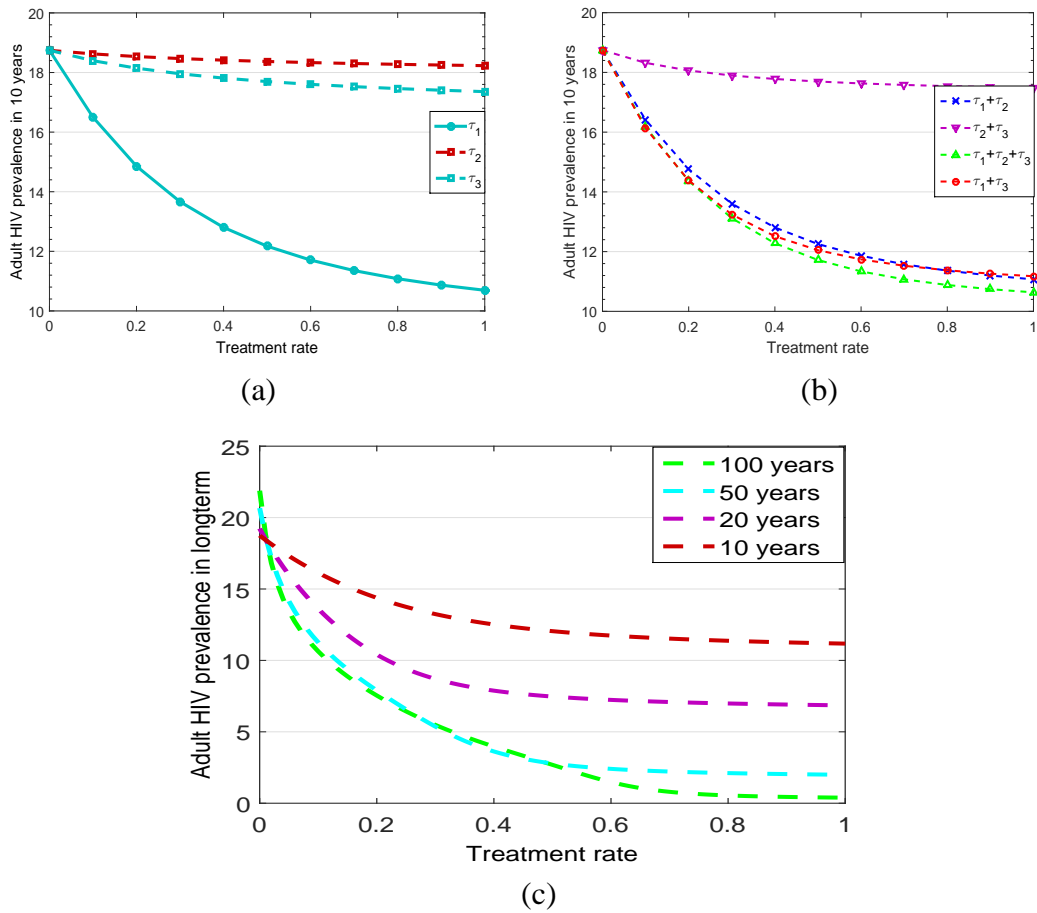 Adult HIV prevalence in 10 years
20
18
16
14
12
10
0
0.2
0.4
0.6
0.8
1
Treatment rate
τ1
τ2
τ3
(a)
Adult HIV prevalence in 10 years
20
18
16
14
12
10
0
0.2
0.4
0.6
0.8
1
Treatment rate
τ1+τ2
τ2+τ3
τ1+τ2+τ3
τ1+τ3
(b)
Adult HIV prevalence in longterm
25
20
15
10
5
0
0
0.2
0.4
0.6
0.8
1
Treatment rate
100 years
50 years
20 years
10 years
(c)